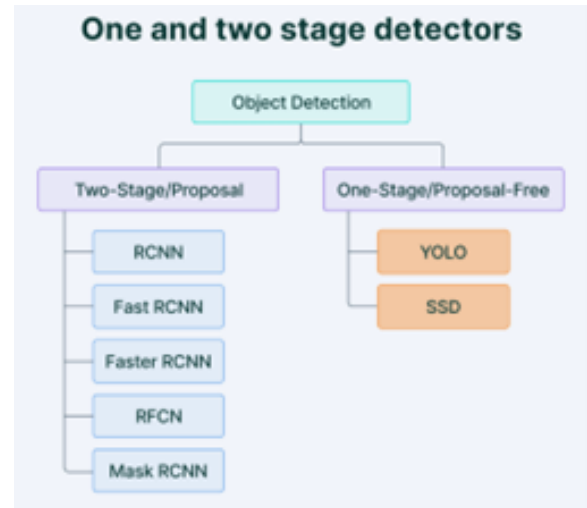 One and two stage detectors
Object Detection
Two-Stage/Proposal
One-Stage/Proposal-Free
RCNN
Fast RCNN
Faster RCNN
RFCN
Mask RCNN
YOLO
SSD